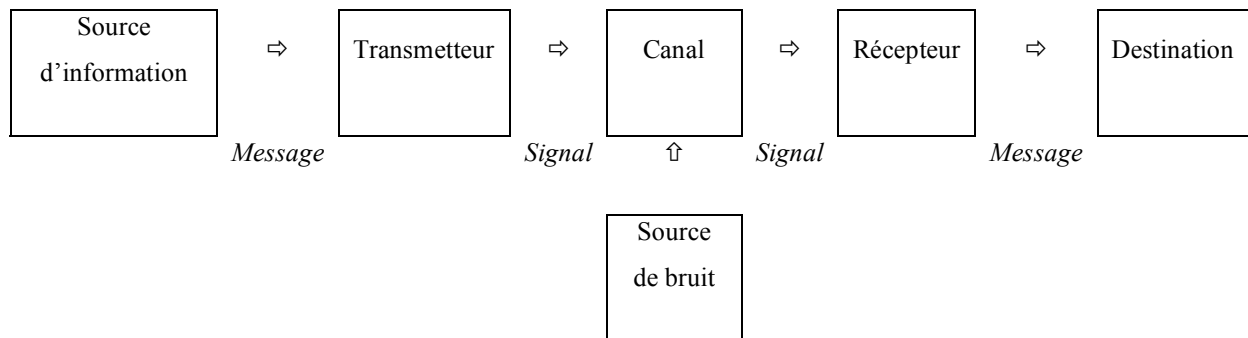 Source
d’information
⇨
Transmetteur
⇨
Canal
⇨
Récepteur
⇨
Destination
Message
Signal
⇧
Signal
Message
Source
de bruit